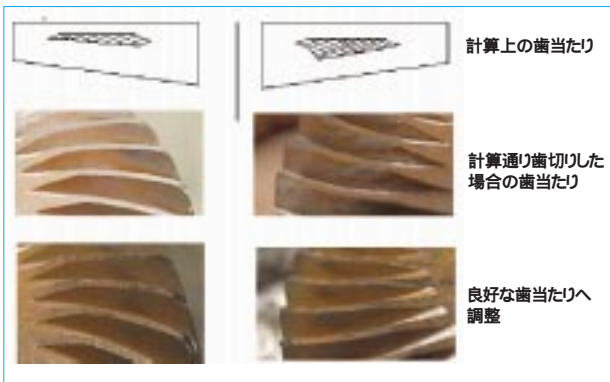 計算上の歯当たり
計算通り歯切りした
場合の歯当たり
良好な歯当たりへ
調整